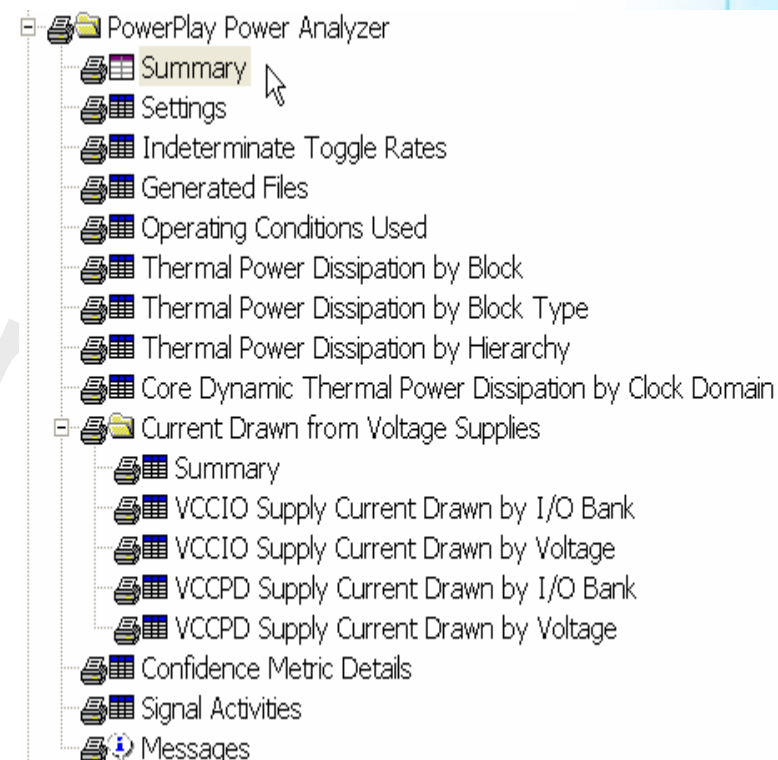 PowerPlay Power Analyzer
Summary
Settings
Indeterminate Toggle Rates
Generated Files
Operating Conditions Used
Thermal Power Dissipation by Block
Thermal Power Dissipation by Block Type
Thermal Power Dissipation by Hierarchy
Core Dynamic Thermal Power Dissipation by Clock Domain
Current Drawn from Voltage Supplies
Summary
VCCIO Supply Current Drawn by I/O Bank
VCCIO Supply Current Drawn by Voltage
VCCPD Supply Current Drawn by I/O Bank
VCCPD Supply Current Drawn by Voltage
Confidence Metric Details
Signal Activities
Messages